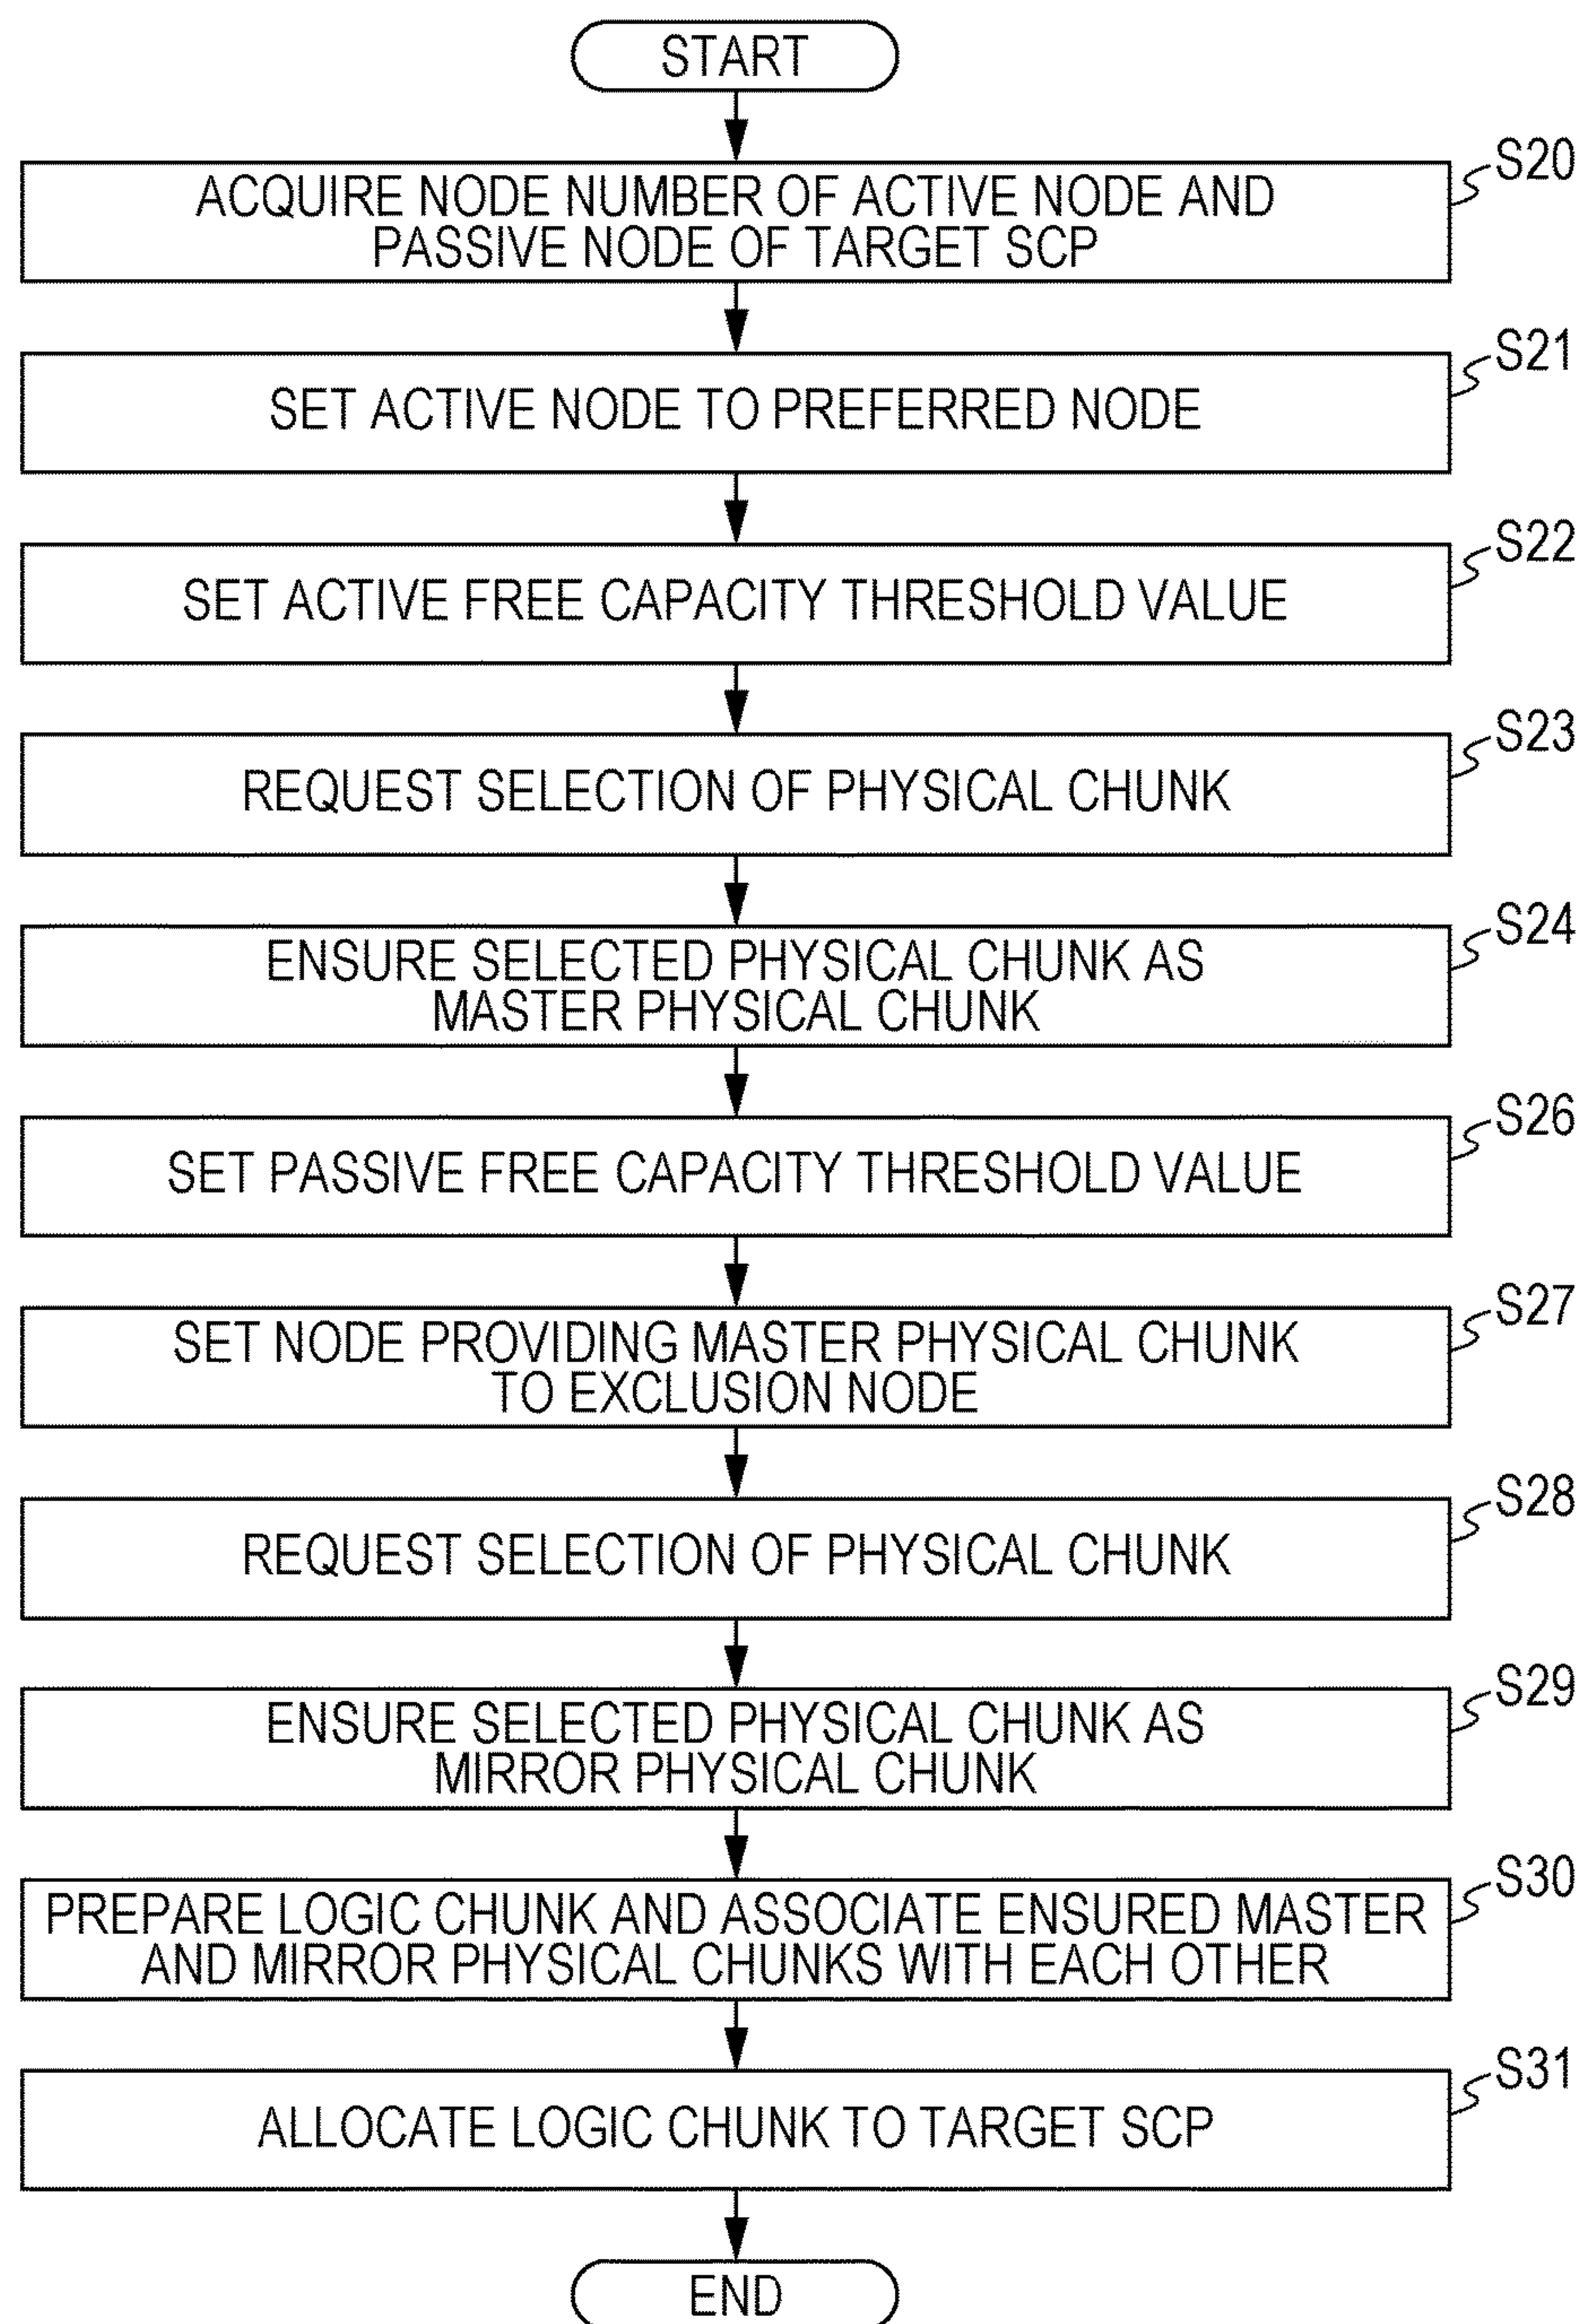 START
S20
ACQUIRE NODE NUMBER OF ACTIVE NODE AND
PASSIVE NODE OF TARGET SCP
S21
SET ACTIVE NODE TO PREFERRED NODE
S22
SET ACTIVE FREE CAPACITY THRESHOLD VALUE
S23
REQUEST SELECTION OF PHYSICAL CHUNK
S24
ENSURE SELECTED PHYSICAL CHUNK AS
MASTER PHYSICAL CHUNK
S26
SET PASSIVE FREE CAPACITY THRESHOLD VALUE
S27
SET NODE PROVIDING MASTER PHYSICAL CHUNK
TO EXCLUSION NODE
S28
REQUEST SELECTION OF PHYSICAL CHUNK
S29
ENSURE SELECTED PHYSICAL CHUNK AS
MIRROR PHYSICAL CHUNK
S30
PREPARE LOGIC CHUNK AND ASSOCIATE ENSURED MASTER
AND MIRROR PHYSICAL CHUNKS WITH EACH OTHER
S31
ALLOCATE LOGIC CHUNK TO TARGET SCP
END